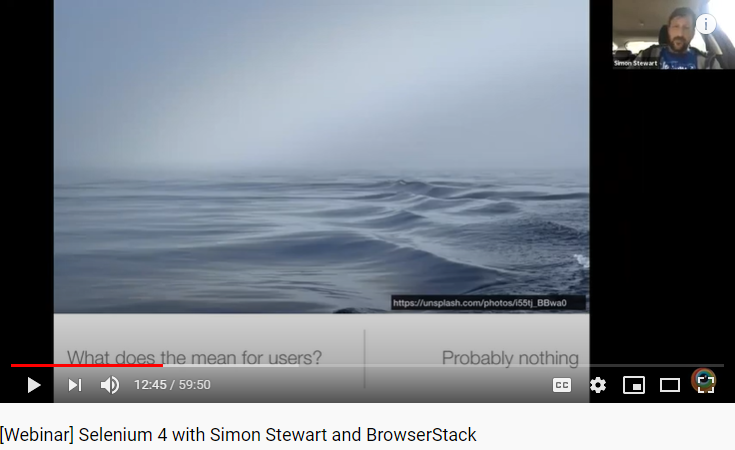 Simon Stewart
https://unsplash.com/photos/i55tj_BBwa0
What does the mean for users?
Probably nothing
12:45 / 59:50
CC
[Webinar] Selenium 4 with Simon Stewart and BrowserStack